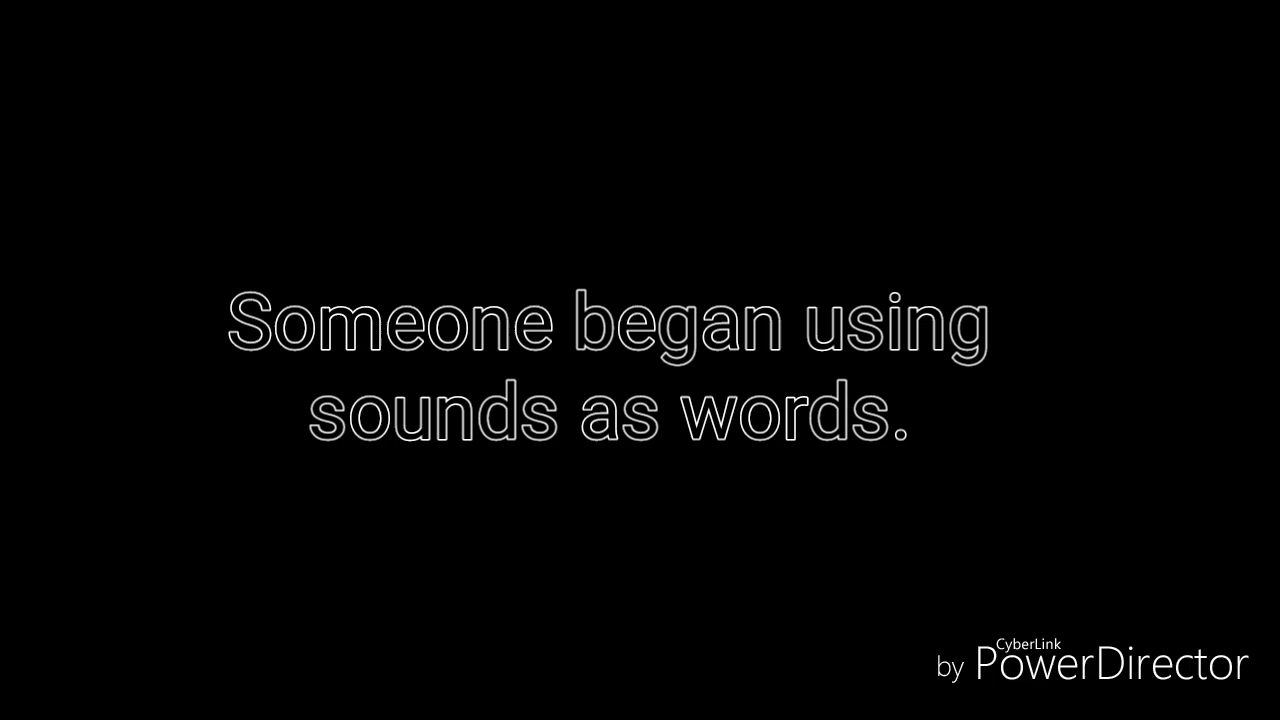 Someone began using
sounds as words.
CyberLink
by PowerDirector